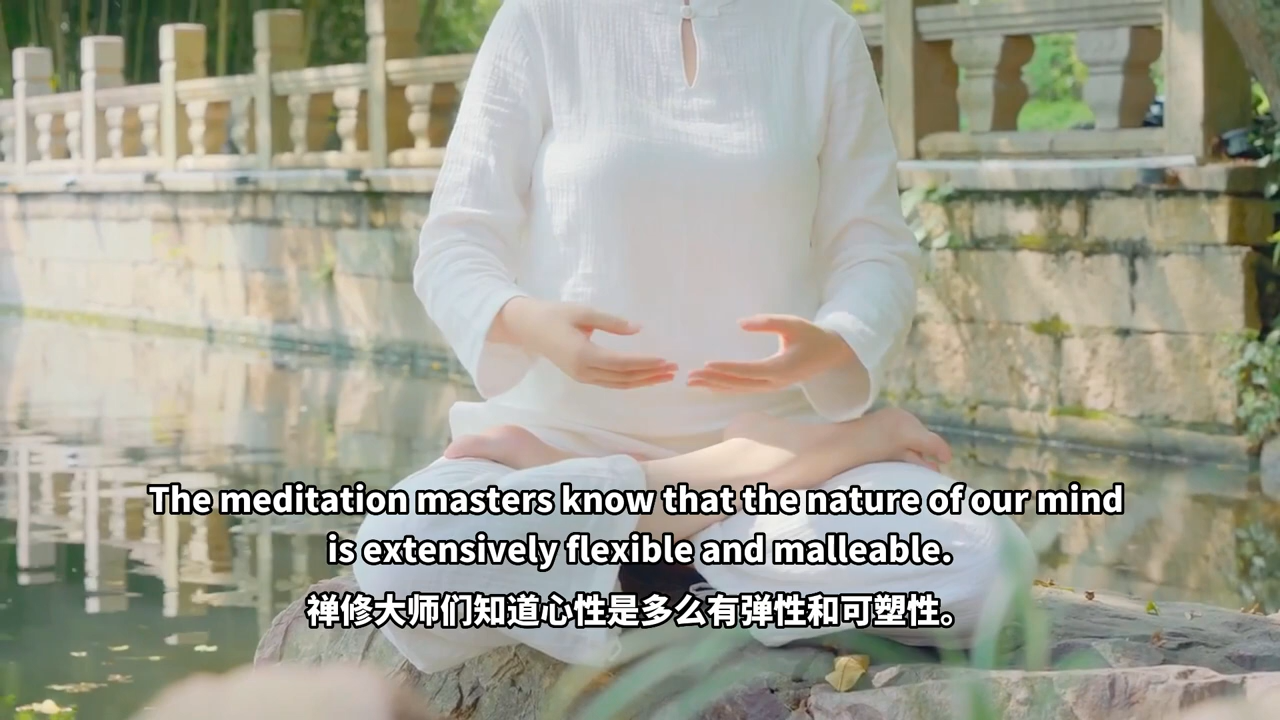 The meditation masters know that the nature of our mind
is extensively flexible and malleable.
禅修大师们知道心性是多么有弹性和可塑性。